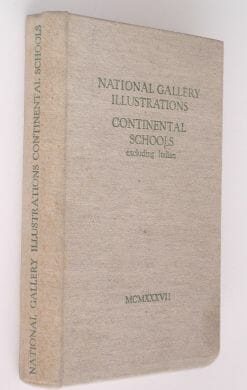 NATIONAL GALLERY ILLUSTRATIONS CONTINENTAL SCHOOLS
NATIONAL GALLERY
ILLUSTRATIONS
CONTINENTAL
SCHOOLS
excluding Italian
MCMXXXVII